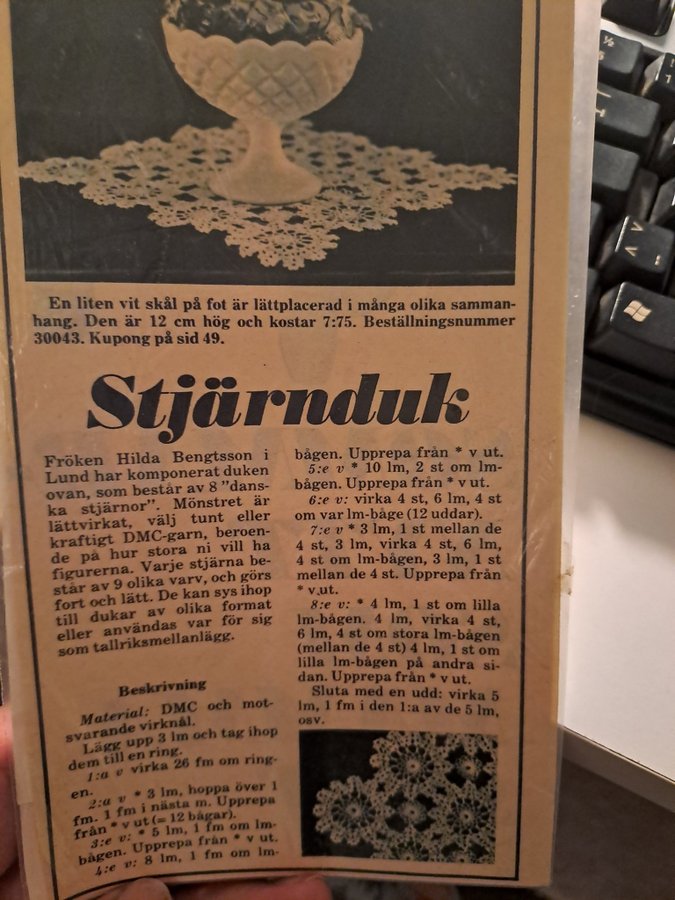 En liten vit skål på fot är lättplacerad i många olika samman-
hang. Den är 12 cm hög och kostar 7:75. Beställningsnummer
30043. Kupong på sid 49.
Stjärnduk
Fröken Hilda Bengtsson i
Lund har komponerat duken
ovan, som består av 8 "dans-
ka stjärnor". Mönstret är
lättvirkat, välj tunt eller
kraftigt DMC-garn, beroen-
de på hur stora ni vill ha
figurerna. Varje stjärna be-
står av 9 olika varv, och görs
fort och lätt. De kan sys ihop
till dukar av olika format
eller användas var för sig
som tallriksmellanlägg.
Beskrivning
Material: DMC och mot-
svarande virknål.
Lägg upp 3 lm och tag ihop
dem till en ring.
1:a v virka 26 fm om ring-
en.
2:a v * 3 lm, hoppa över 1
fm. 1 fm i nästa m. Upprepa
från * v ut (= 12 bågar).
3:e v: * 5 lm, 1 fm om lm-
bågen. Upprepa från * v ut.
4:e v: 8 lm, 1 fm om lm-
bågen. Upprepa från * v ut.
5:e v * 10 lm, 2 st om lm-
bågen. Upprepa från * v ut.
6:e v: virka 4 st, 6 lm, 4 st
om var lm-båge (12 uddar).
7:e v * 3 lm, 1 st mellan de
4 st, 3 lm, virka 4 st, 6 lm,
4 st om lm-bågen, 3 lm, 1 st
mellan de 4 st. Upprepa från
* v.ut.
8:e v: * 4 lm, 1 st om lilla
lm-bågen. 4 lm, virka 4 st,
6 lm, 4 st om stora lm-bågen
(mellan de 4 st) 4 lm, 1 st om
lilla lm-bågen på andra si-
dan. Upprepa från * v ut.
Sluta med en udd: virka 5
lm, 1 fm i den 1:a av de 5 lm,
osv.